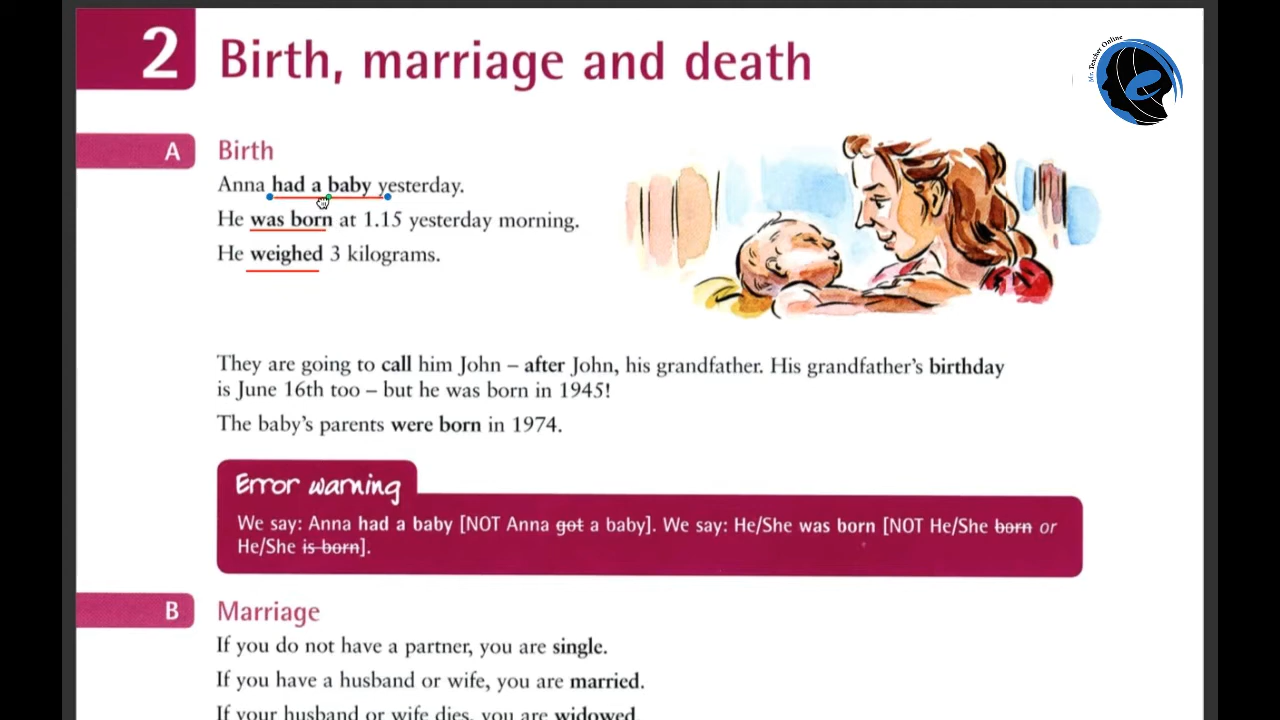 2
Birth, marriage and death
Mr. Teacher Online
A
Birth
Anna had a baby yesterday.
He was born at 1.15 yesterday morning.
He weighed 3 kilograms.
They are going to call him John – after John, his grandfather. His grandfather's birthday
is June 16th too – but he was born in 1945!
The baby's parents were born in 1974.
Error warning
We say: Anna had a baby [NOT Anna got a baby]. We say: He/She was born [NOT He/She born or
He/She is born].
B
Marriage
If you do not have a partner, you are single.
If you have a husband or wife, you are married.
If your husband or wife dies, you are widowed.